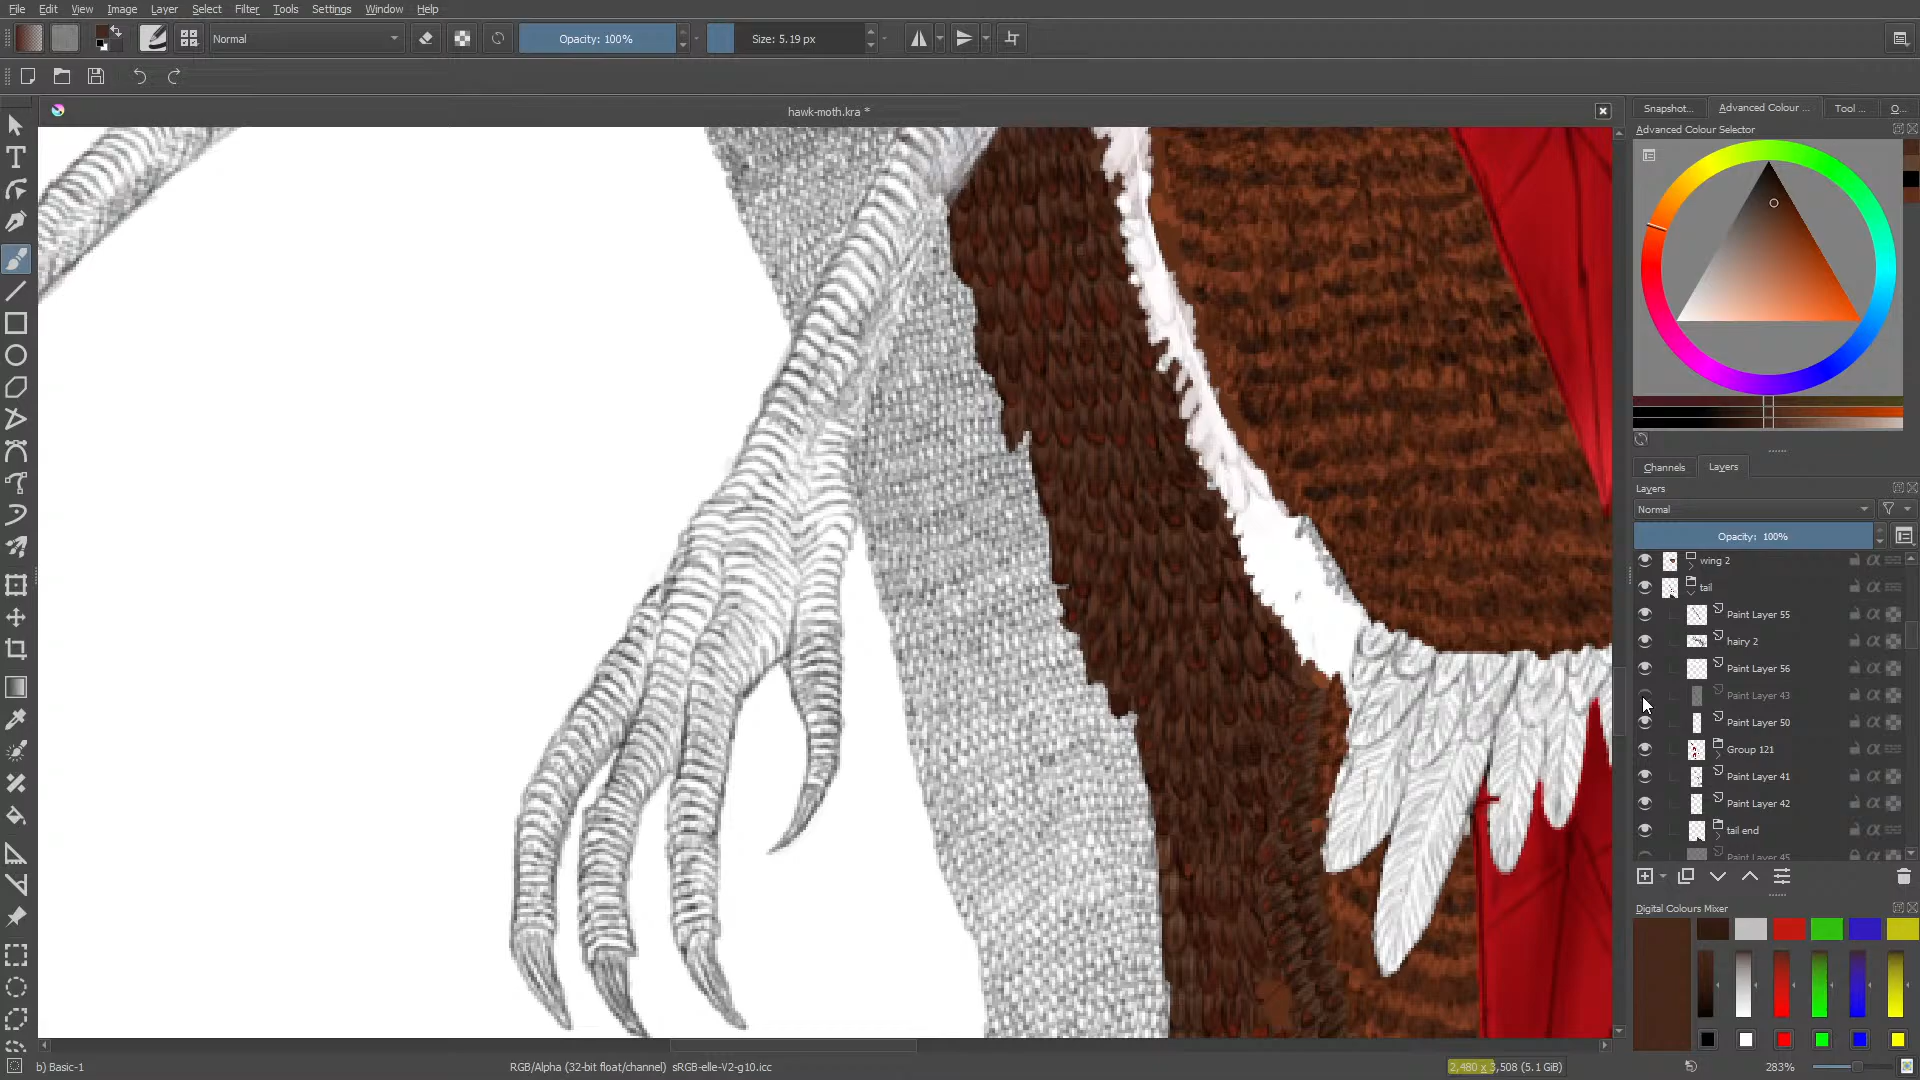 File Edit View Image Layer Select Filter Tools Settings Window Help
Normal Opacity: 100% Size: 5.19 px
hawk-moth.kra *
Snapshot... Advanced Colour ... Tool ... O...
Advanced Colour Selector
Channels Layers
Layers
Normal
Opacity: 100%
wing 2
tail
Paint Layer 55
hairy 2
Paint Layer 56
Paint Layer 43
Paint Layer 50
Group 121
Paint Layer 41
Paint Layer 42
tail end
Paint Layer 45
Digital Colours Mixer
b) Basic-1 RGB/Alpha (32-bit float/channel) sRGB-elle-V2-g10.icc 2,480 x 3,508 (5.1 GiB) 283%